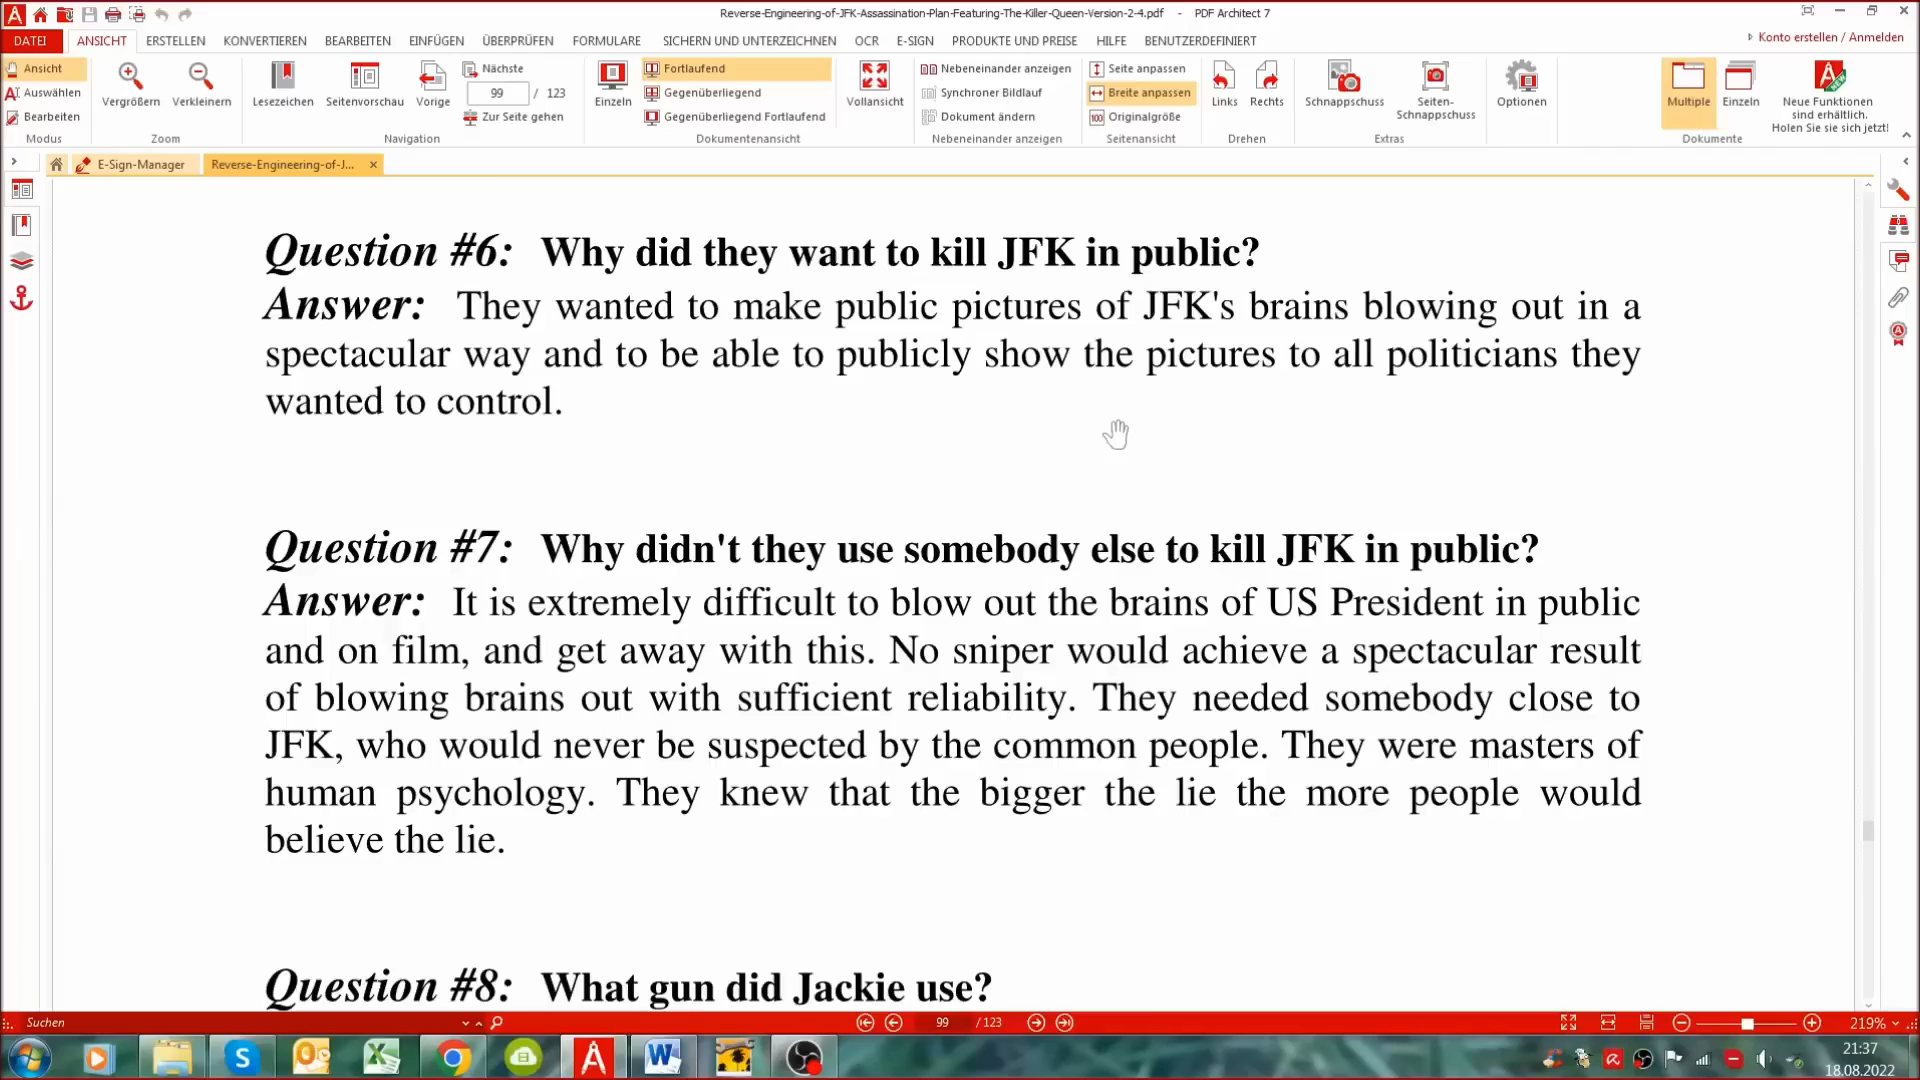 Reverse-Engineering-of-JFK-Assassination-Plan-Featuring-The-Killer-Queen-Version-2-4.pdf - PDF Architect 7
DATEI ANSICHT ERSTELLEN KONVERTIEREN BEARBEITEN EINFÜGEN ÜBERPRÜFEN FORMULARE SICHERN UND UNTERZEICHNEN OCR E-SIGN PRODUKTE UND PREISE HILFE BENUTZERDEFINIERT Konto erstellen / Anmelden
Ansicht
Auswählen
Bearbeiten
Modus
Vergrößern Verkleinern
Zoom
Lesezeichen Seitenvorschau Vorige
Nächste
99 / 123
Zur Seite gehen
Navigation
Einzeln
Fortlaufend
Gegenüberliegend
Gegenüberliegend Fortlaufend
Dokumentenansicht
Vollansicht
Nebeneinander anzeigen
Synchroner Bildlauf
Dokument ändern
Nebeneinander anzeigen
Seite anpassen
Breite anpassen
100 Originalgröße
Seitenansicht
Links Rechts
Drehen
Schnappschuss
Seiten-
Schnappschuss
Extras
Optionen
Multiple Einzeln
Dokumente
NEW
Neue Funktionen
sind erhältlich.
Holen Sie sie sich jetzt!
E-Sign-Manager Reverse-Engineering-of-J...
Question #6: Why did they want to kill JFK in public?
Answer: They wanted to make public pictures of JFK's brains blowing out in a
spectacular way and to be able to publicly show the pictures to all politicians they
wanted to control.
Question #7: Why didn't they use somebody else to kill JFK in public?
Answer: It is extremely difficult to blow out the brains of US President in public
and on film, and get away with this. No sniper would achieve a spectacular result
of blowing brains out with sufficient reliability. They needed somebody close to
JFK, who would never be suspected by the common people. They were masters of
human psychology. They knew that the bigger the lie the more people would
believe the lie.
Question #8: What gun did Jackie use?
Suchen 99 / 123 219%
21:37
18.08.2022